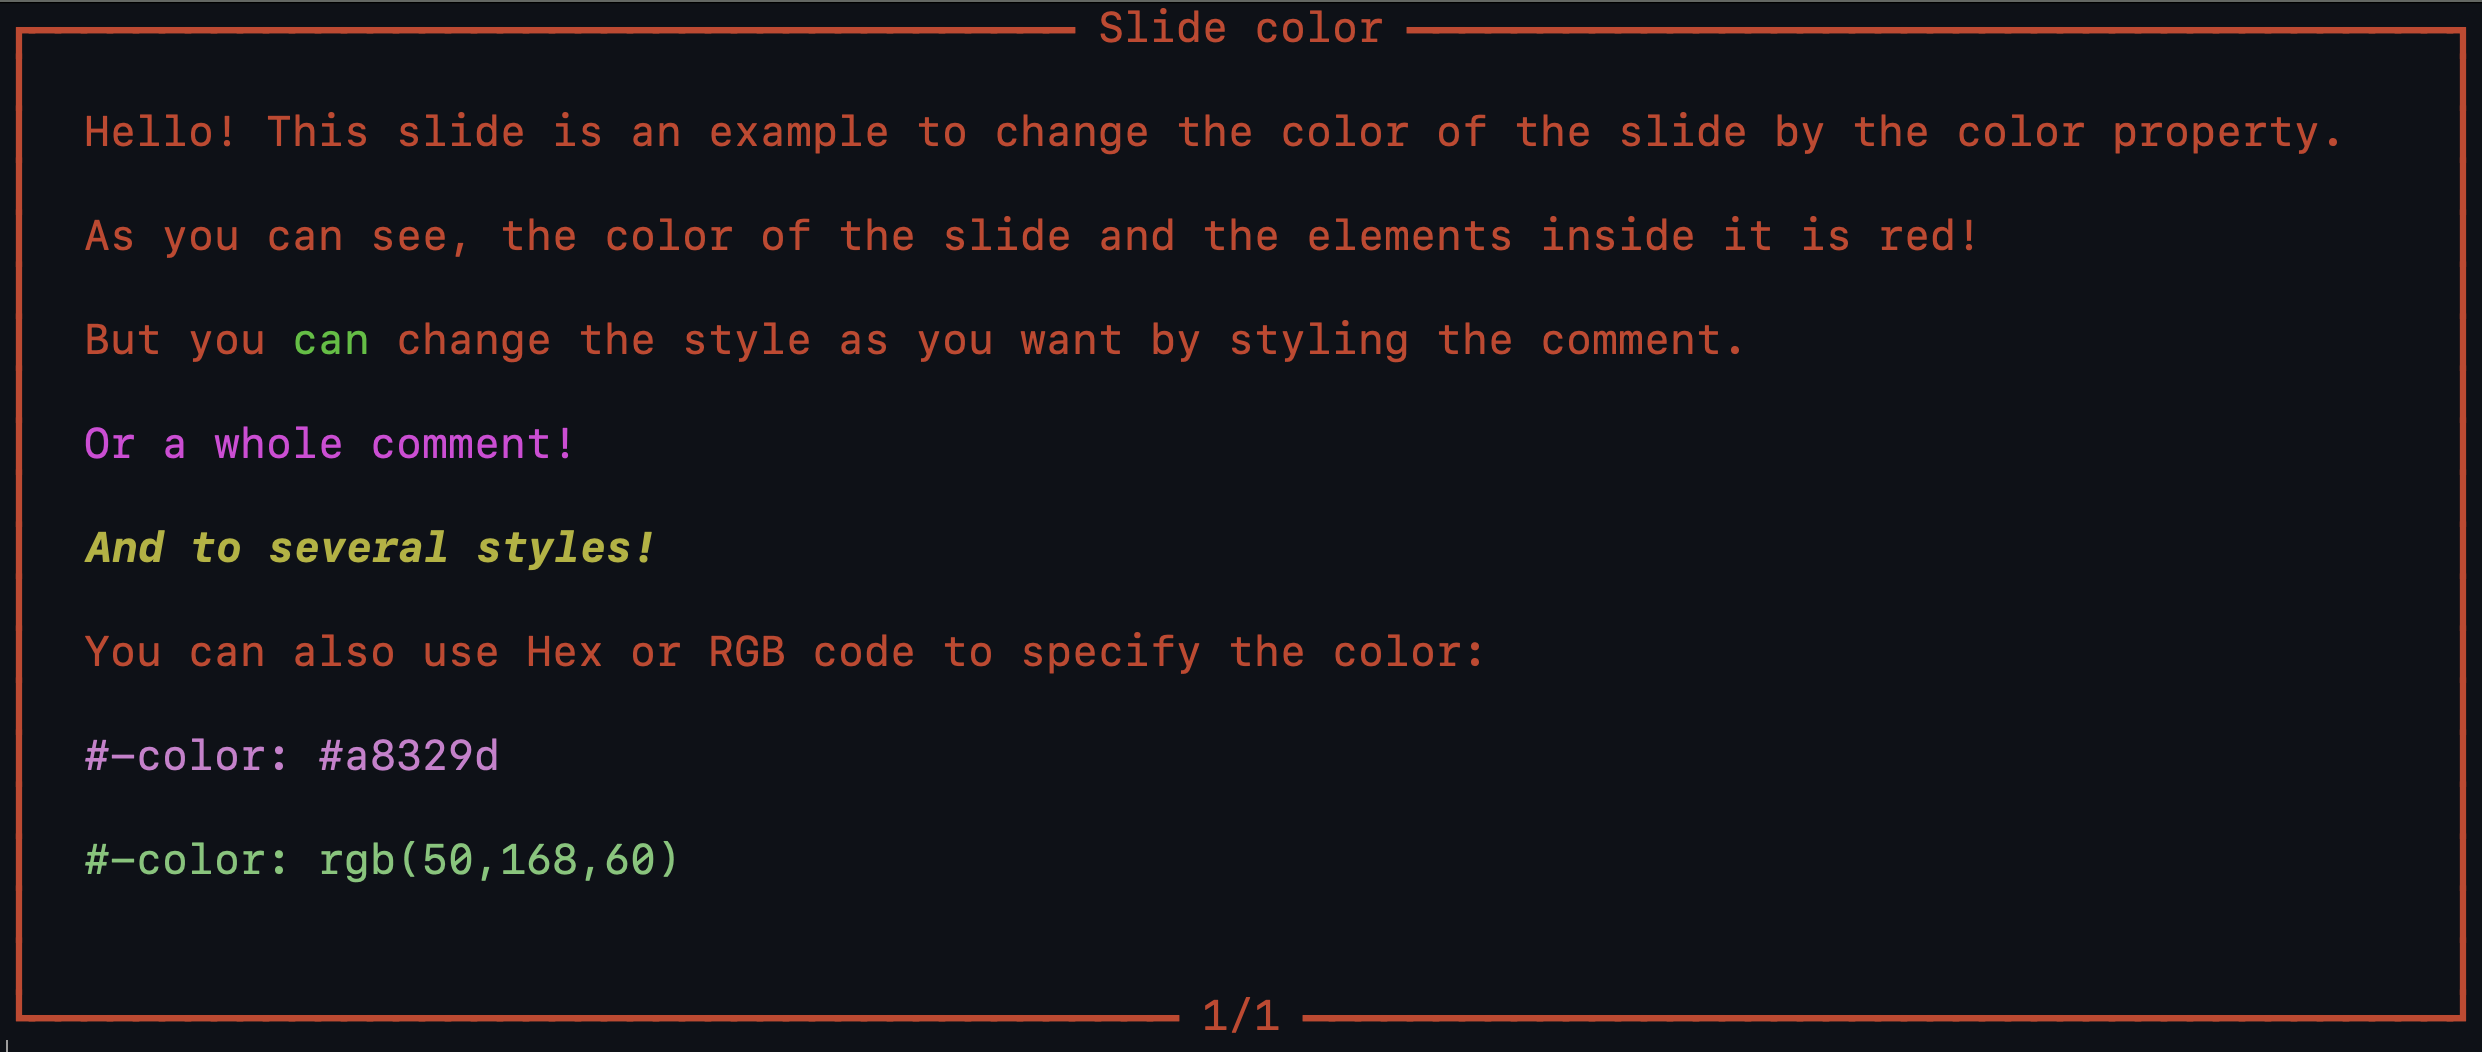 Slide color
Hello! This slide is an example to change the color of the slide by the color property.
As you can see, the color of the slide and the elements inside it is red!
But you can change the style as you want by styling the comment.
Or a whole comment!
And to several styles!
You can also use Hex or RGB code to specify the color:
#-color: #a8329d
#-color: rgb(50,168,60)
1/1